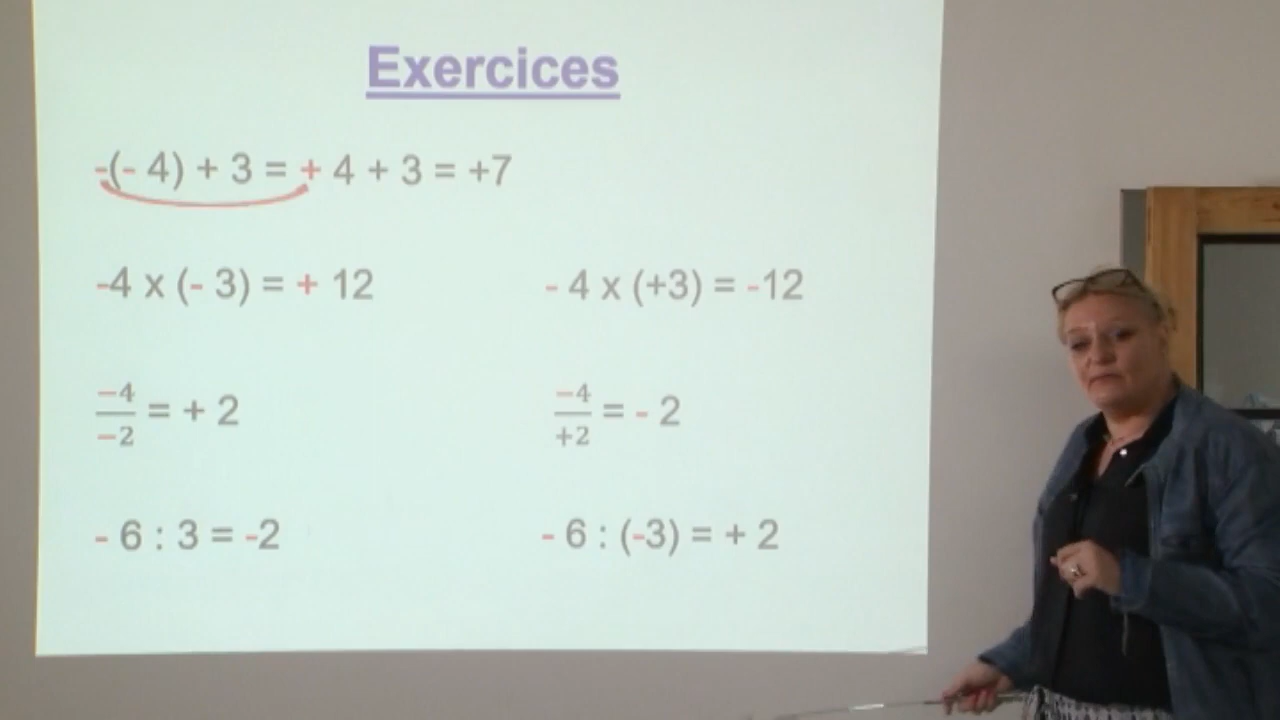 Exercices
-(- 4) + 3 = + 4 + 3 = +7
-4 x (- 3) = + 12
- 4 x (+3) = -12
−4/−2 = + 2
−4/+2 = - 2
- 6 : 3 = -2
- 6 : (-3) = + 2